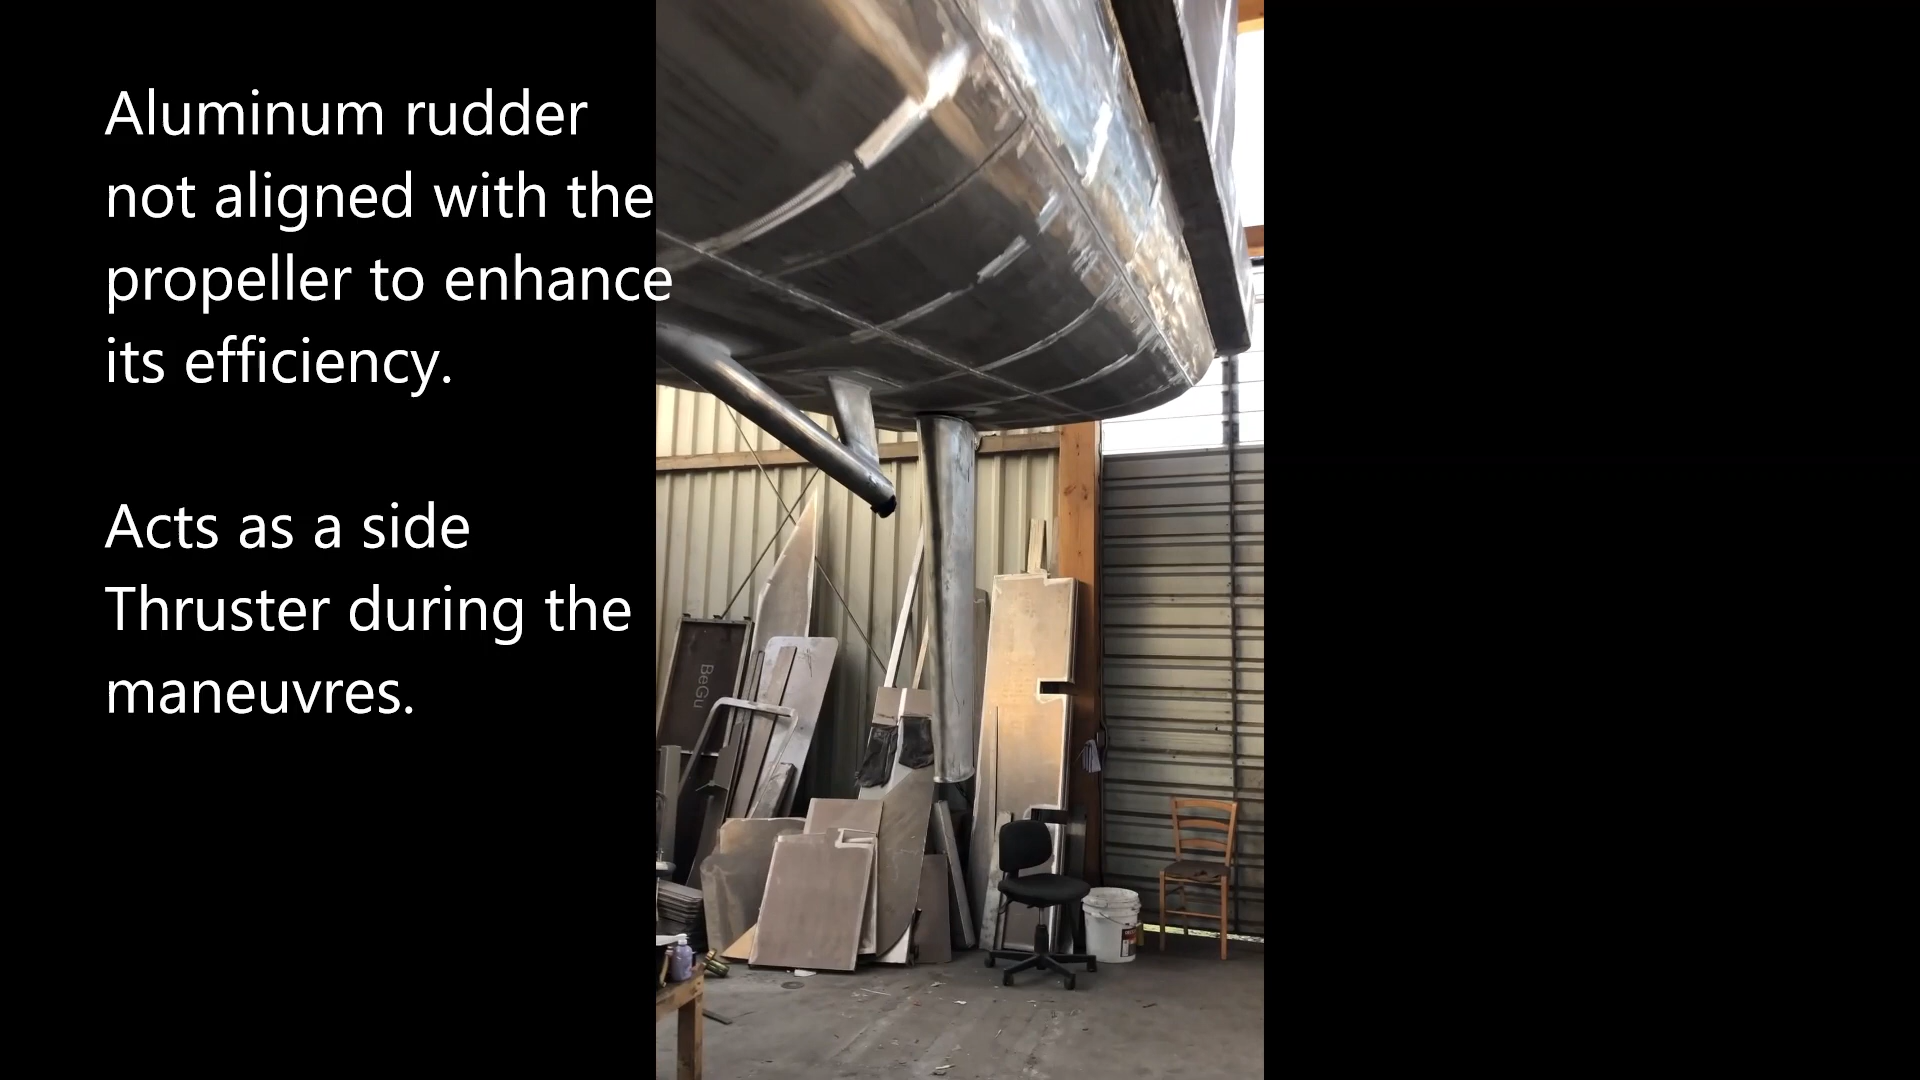 Aluminum rudder
not aligned with the
propeller to enhance
its efficiency.
Acts as a side
Thruster during the
maneuvres.
BeGu